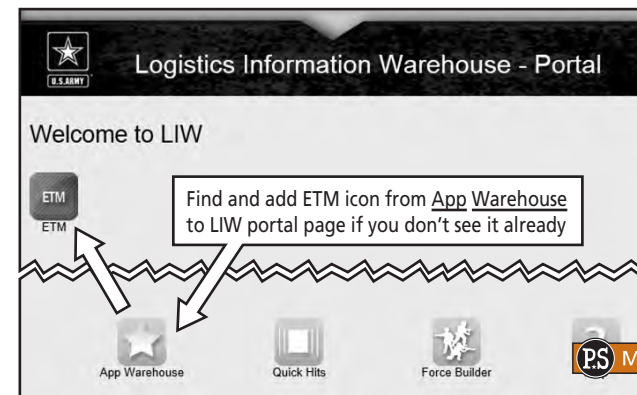 U.S.ARMY
Logistics Information Warehouse - Portal
Welcome to LIW
ETM
ETM
Find and add ETM icon from App Warehouse
to LIW portal page if you don't see it already
App Warehouse
Quick Hits
Force Builder
PS M